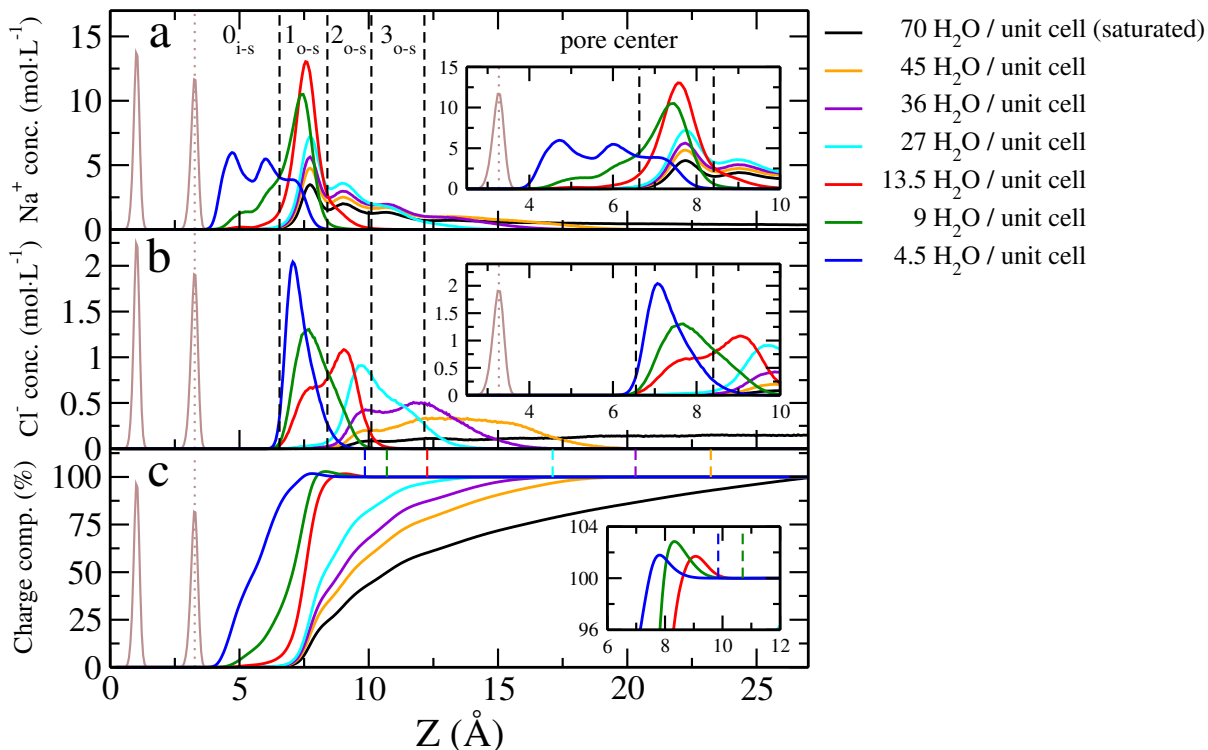 a
0i-s
1o-s
2o-s
3o-s
pore center
Na+ conc. (mol·L-1)
15
10
5
0
15
10
5
0
4
6
8
10
70 H2O / unit cell (saturated)
45 H2O / unit cell
36 H2O / unit cell
27 H2O / unit cell
13.5 H2O / unit cell
9 H2O / unit cell
4.5 H2O / unit cell
b
Cl- conc. (mol·L-1)
2
1.5
1
0.5
0
2
1.5
1
0.5
0
4
6
8
10
c
Charge comp. (%)
100
75
50
25
0
104
100
96
6
8
10
12
0
5
10
15
20
25
Z (Å)